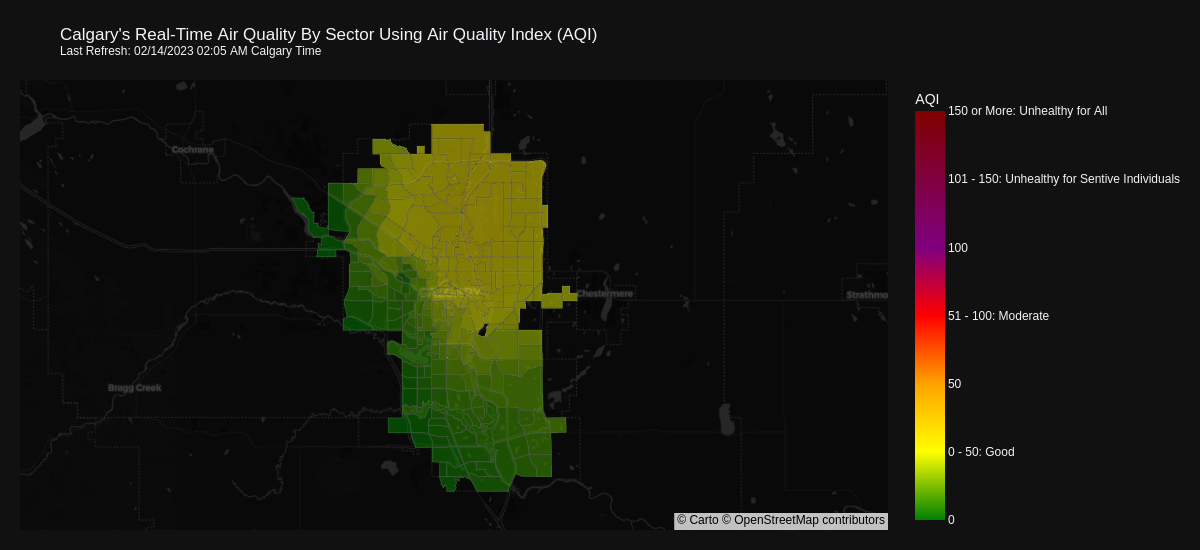 Calgary's Real-Time Air Quality By Sector Using Air Quality Index (AQI)
Last Refresh: 02/14/2023 02:05 AM Calgary Time
AQI
150 or More: Unhealthy for All
Cochrane
101 - 150: Unhealthy for Sentive Individuals
100
Chestermere
Strathmo
51 - 100: Moderate
50
Bragg Creek
0 - 50: Good
0
© Carto © OpenStreetMap contributors